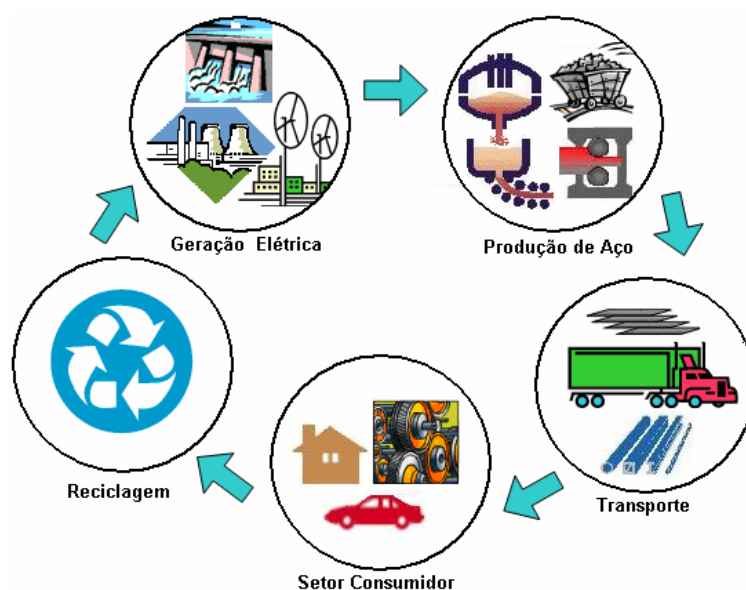 Geração Elétrica
Produção de Aço
Transporte
Setor Consumidor
Reciclagem